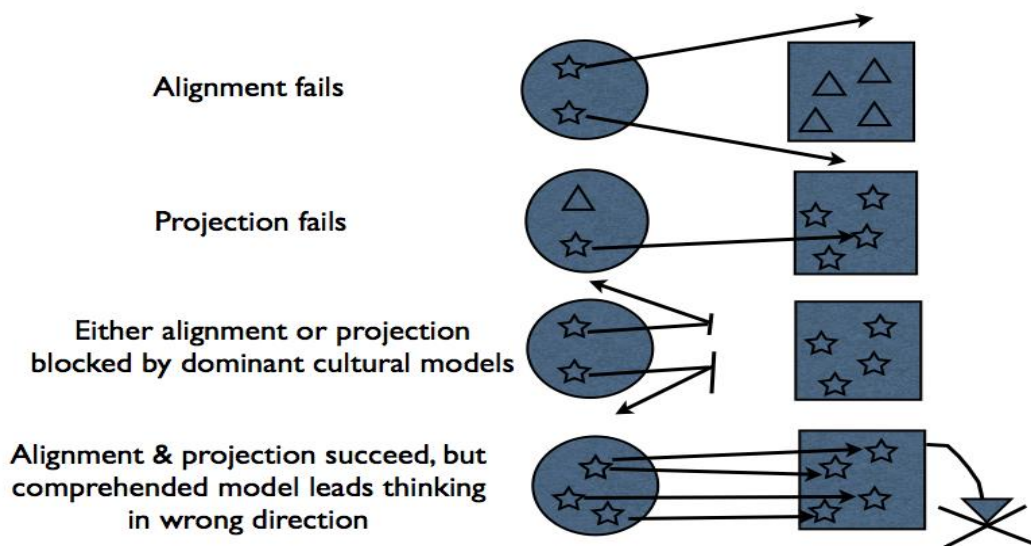 Alignment fails
Projection fails
Either alignment or projection
blocked by dominant cultural models
Alignment & projection succeed, but
comprehended model leads thinking
in wrong direction